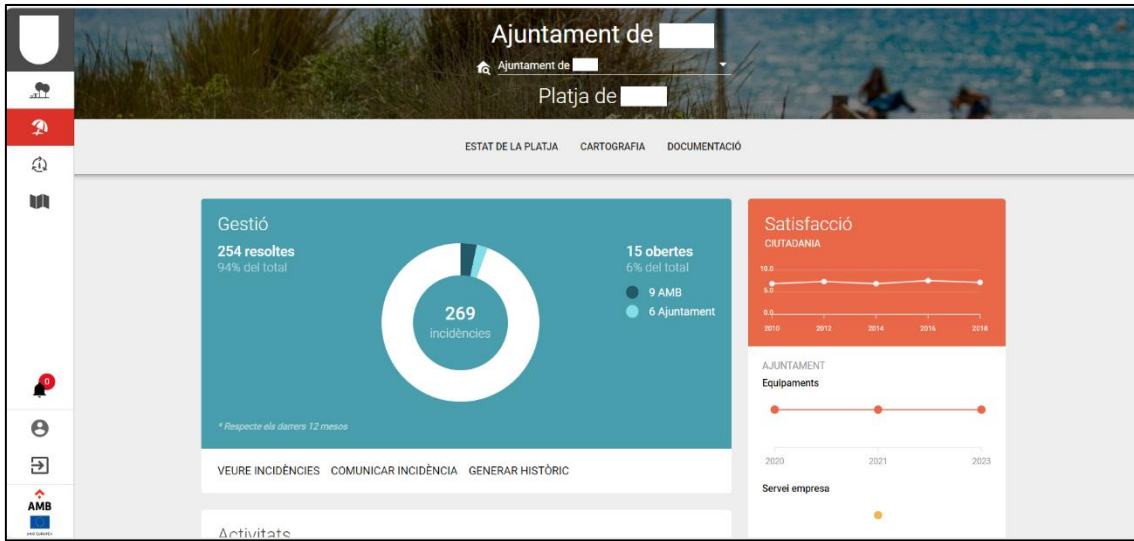 Ajuntament de
Ajuntament de
Platja de
ESTAT DE LA PLATJA CARTOGRAFIA DOCUMENTACIÓ
Gestió
254 resoltes
94% del total
269
incidències
15 obertes
6% del total
9 AMB
6 Ajuntament
* Respecte els darrers 12 mesos
VEURE INCIDÈNCIES COMUNICAR INCIDÈNCIA GENERAR HISTÒRIC
Activitats
Satisfacció
CIUTADANIA
10.0
5.0
0.0
2010 2012 2014 2016 2018
AJUNTAMENT
Equipaments
2020 2021 2023
Servei empresa
0
AMB